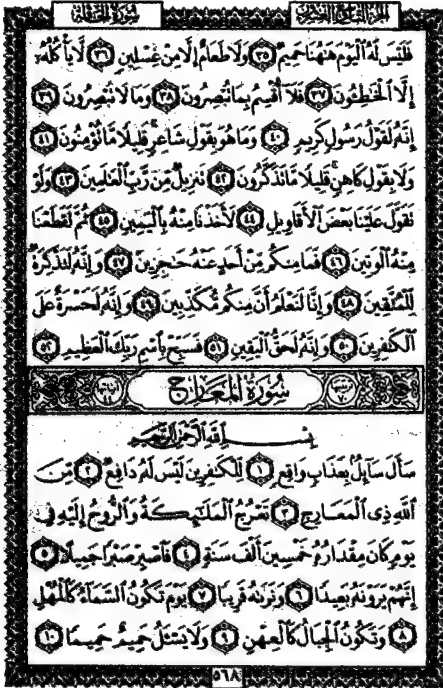 سورة الحاقة الجزء التاسع والعشرون
فَلَيْسَ لَهُ الْيَوْمَ هَٰهُنَا حَمِيمٌ ٣٥ وَلَا طَعَامٌ إِلَّا مِنْ غِسْلِينٍ ٣٦ لَّا يَأْكُلُهُ
إِلَّا الْخَاطِئُونَ ٣٧ فَلَا أُقْسِمُ بِمَا تُبْصِرُونَ ٣٨ وَمَا لَا تُبْصِرُونَ ٣٩
إِنَّهُ لَقَوْلُ رَسُولٍ كَرِيمٍ ٤٠ وَمَا هُوَ بِقَوْلِ شَاعِرٍ قَلِيلًا مَّا تُؤْمِنُونَ ٤١
وَلَا بِقَوْلِ كَاهِنٍ قَلِيلًا مَّا تَذَكَّرُونَ ٤٢ تَنزِيلٌ مِّن رَّبِّ الْعَالَمِينَ ٤٣ وَلَوْ
تَقَوَّلَ عَلَيْنَا بَعْضَ الْأَقَاوِيلِ ٤٤ لَأَخَذْنَا مِنْهُ بِالْيَمِينِ ٤٥ ثُمَّ لَقَطَعْنَا
مِنْهُ الْوَتِينَ ٤٦ فَمَا مِنكُم مِّنْ أَحَدٍ عَنْهُ حَاجِزِينَ ٤٧ وَإِنَّهُ لَتَذْكِرَةٌ
لِّلْمُتَّقِينَ ٤٨ وَإِنَّا لَنَعْلَمُ أَنَّ مِنكُم مُّكَذِّبِينَ ٤٩ وَإِنَّهُ لَحَسْرَةٌ عَلَى
الْكَافِرِينَ ٥٠ وَإِنَّهُ لَحَقُّ الْيَقِينِ ٥١ فَسَبِّحْ بِاسْمِ رَبِّكَ الْعَظِيمِ ٥٢
سُورَةُ الْمَعَارِجِ
بِسْمِ اللَّهِ الرَّحْمَٰنِ الرَّحِيمِ
سَأَلَ سَائِلٌ بِعَذَابٍ وَاقِعٍ ١ لِّلْكَافِرِينَ لَيْسَ لَهُ دَافِعٌ ٢ مِّنَ
اللَّهِ ذِي الْمَعَارِجِ ٣ تَعْرُجُ الْمَلَائِكَةُ وَالرُّوحُ إِلَيْهِ فِي
يَوْمٍ كَانَ مِقْدَارُهُ خَمْسِينَ أَلْفَ سَنَةٍ ٤ فَاصْبِرْ صَبْرًا جَمِيلًا ٥
إِنَّهُمْ يَرَوْنَهُ بَعِيدًا ٦ وَنَرَاهُ قَرِيبًا ٧ يَوْمَ تَكُونُ السَّمَاءُ كَالْمُهْلِ
٨ وَتَكُونُ الْجِبَالُ كَالْعِهْنِ ٩ وَلَا يَسْأَلُ حَمِيمٌ حَمِيمًا ١٠
٥٦٨